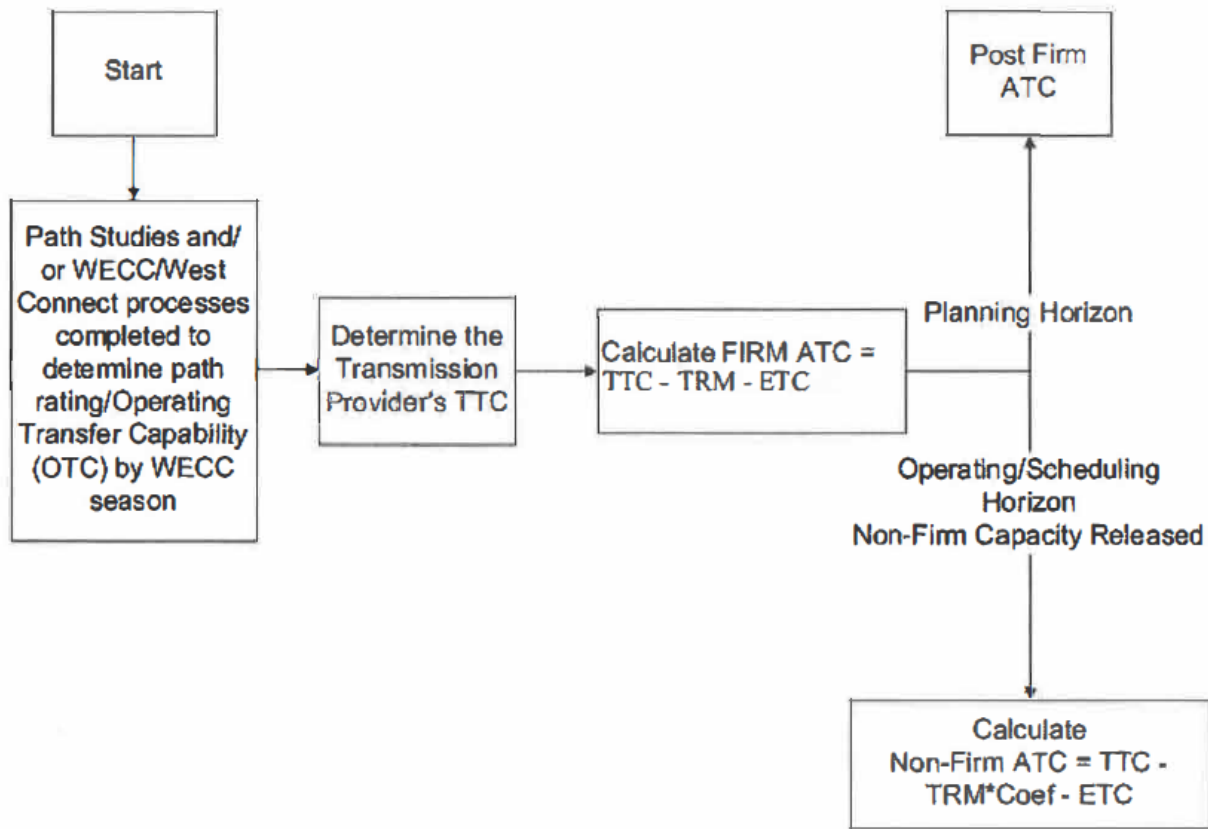 Start
Post Firm
ATC
Path Studies and/
or WECC/West
Connect processes
completed to
determine path
rating/Operating
Transfer Capability
(OTC) by WECC
season
Determine the
Transmission
Provider's TTC
Calculate FIRM ATC =
TTC - TRM - ETC
Planning Horizon
Operating/Scheduling
Horizon
Non-Firm Capacity Released
Calculate
Non-Firm ATC = TTC -
TRM*Coef - ETC